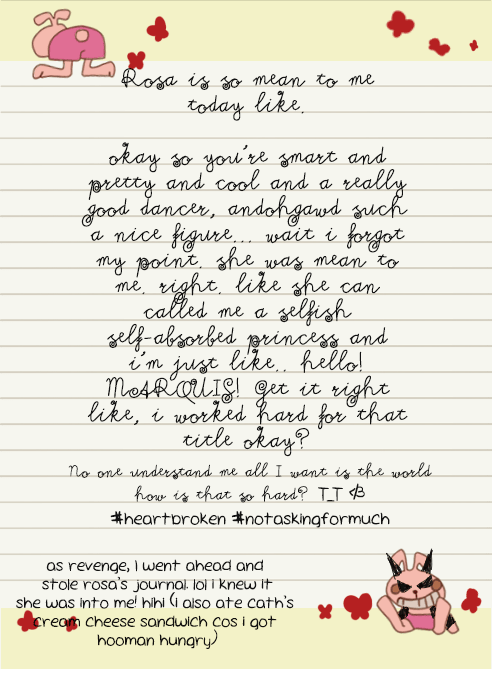 Rosa is so mean to me
today like.
okay so you're smart and
pretty and cool and a really
good dancer, andohgawd such
a nice figure... wait i forgot
my point. she was mean to
me. right. like she can
called me a selfish
self-absorbed princess and
i'm just like.. hello!
MARQUIS! Get it right
like, i worked hard for that
title okay?
No one understand me all I want is the world
how is that so hard? T_T <|3
#heartbroken #notaskingformuch
as revenge, I went ahead and
stole rosa's journal. lol i knew it
she was into me! hihi (i also ate cath's
cream cheese sandwich cos i got
hooman hungry)